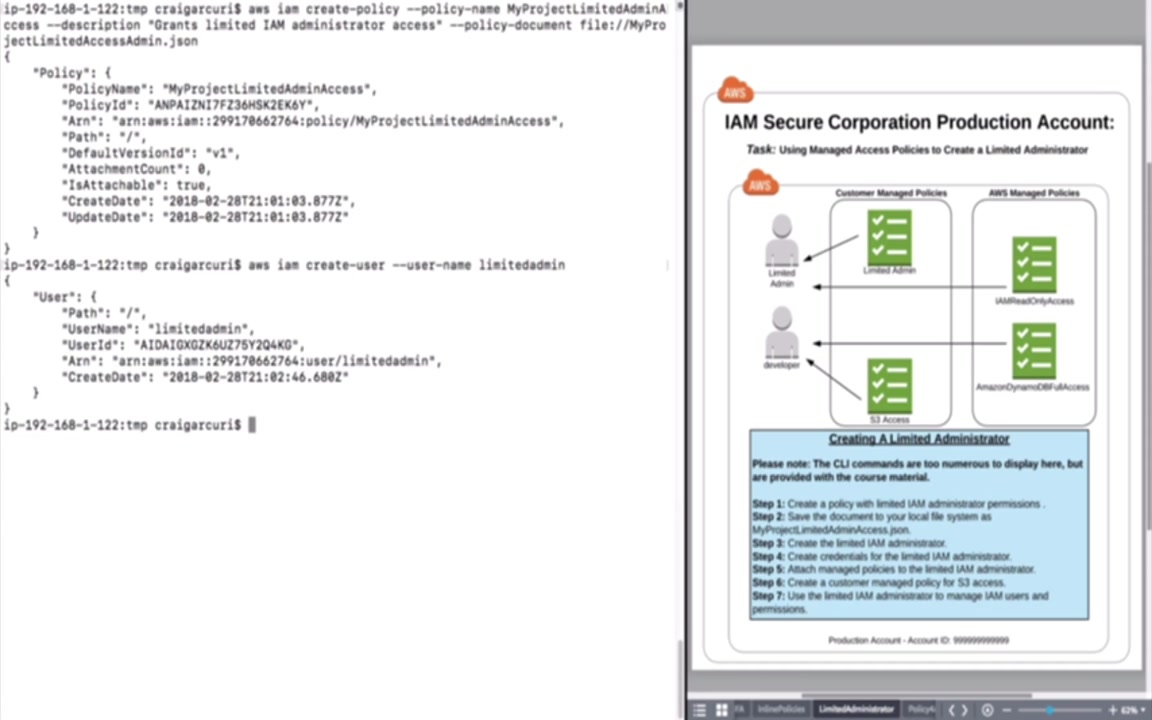 ip-192-168-1-122:tmp craigarcuri$ aws iam create-policy --policy-name MyProjectLimitedAdminA
ccess --description "Grants limited IAM administrator access" --policy-document file://MyPro
jectLimitedAccessAdmin.json
{
"Policy": {
"PolicyName": "MyProjectLimitedAdminAccess",
"PolicyId": "ANPAIZNI7FZ36HSK2EK6Y",
"Arn": "arn:aws:iam::299170662764:policy/MyProjectLimitedAdminAccess",
"Path": "/",
"DefaultVersionId": "v1",
"AttachmentCount": 0,
"IsAttachable": true,
"CreateDate": "2018-02-28T21:01:03.877Z",
"UpdateDate": "2018-02-28T21:01:03.877Z"
}
}
ip-192-168-1-122:tmp craigarcuri$ aws iam create-user --user-name limitedadmin
{
"User": {
"Path": "/",
"UserName": "limitedadmin",
"UserId": "AIDAIGXGZK6UZ75Y2Q4KG",
"Arn": "arn:aws:iam::299170662764:user/limitedadmin",
"CreateDate": "2018-02-28T21:02:46.680Z"
}
}
ip-192-168-1-122:tmp craigarcuri$
AWS
IAM Secure Corporation Production Account:
Task: Using Managed Access Policies to Create a Limited Administrator
AWS
Customer Managed Policies
AWS Managed Policies
Limited
Admin
Limited Admin
IAMReadOnlyAccess
developer
AmazonDynamoDBFullAccess
S3 Access
Creating A Limited Administrator
Please note: The CLI commands are too numerous to display here, but
are provided with the course material.
Step 1: Create a policy with limited IAM administrator permissions .
Step 2: Save the document to your local file system as
MyProjectLimitedAdminAccess.json.
Step 3: Create the limited IAM administrator.
Step 4: Create credentials for the limited IAM administrator.
Step 5: Attach managed policies to the limited IAM administrator.
Step 6: Create a customer managed policy for S3 access.
Step 7: Use the limited IAM administrator to manage IAM users and
permissions.
Production Account - Account ID: 999999999999
InlinePolicies
LimitedAdministrator
82%